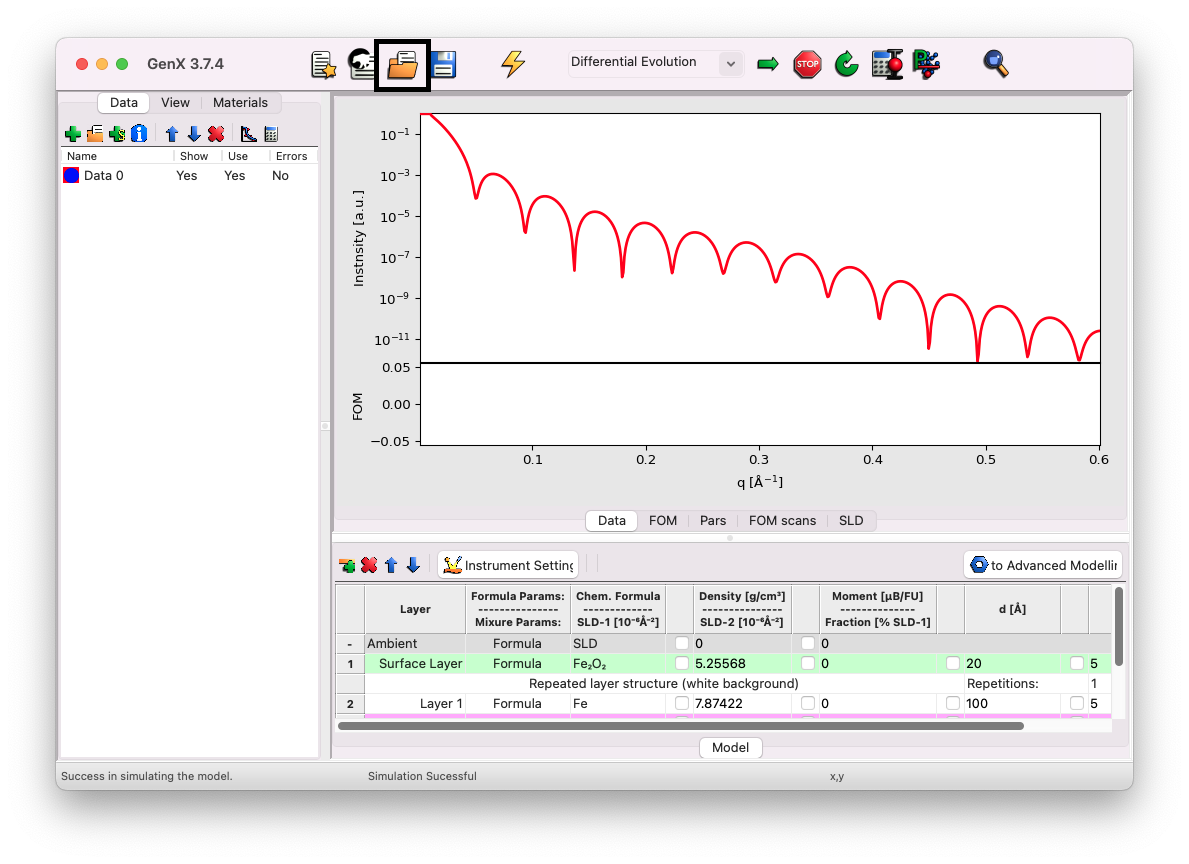 GenX 3.7.4
Differential Evolution
STOP
Data View Materials
Name Show Use Errors
Data 0 Yes Yes No
Instnsity [a.u.]
10⁻¹
10⁻³
10⁻⁵
10⁻⁷
10⁻⁹
10⁻¹¹
FOM
0.05
0.00
−0.05
0.1 0.2 0.3 0.4 0.5 0.6
q [Å⁻¹]
Data FOM Pars FOM scans SLD
Instrument Setting to Advanced Modellin
Layer
Formula Params:
---------------
Mixure Params:
Chem. Formula
-------------
SLD-1 [10⁻⁶Å⁻²]
Density [g/cm³]
---------------
SLD-2 [10⁻⁶Å⁻²]
Moment [µB/FU]
--------------
Fraction [% SLD-1]
d [Å]
- Ambient Formula SLD 0 0
1 Surface Layer Formula Fe₂O₂ 5.25568 0 20 5
Repeated layer structure (white background) Repetitions: 1
2 Layer 1 Formula Fe 7.87422 0 100 5
Model
Success in simulating the model. Simulation Sucessful x,y